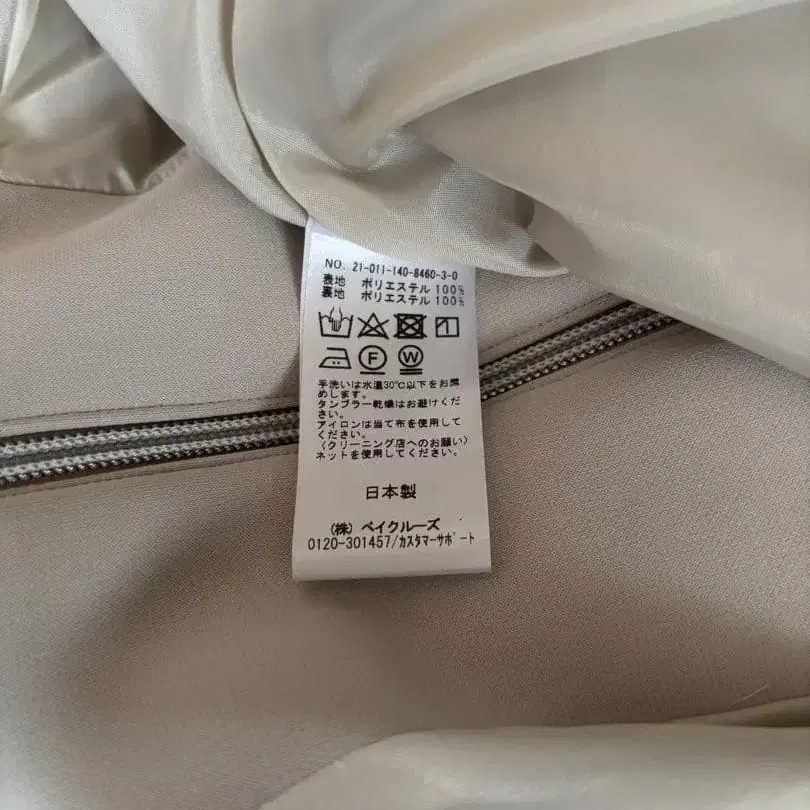 NO. 21-011-140-8460-3-0
表地 ポリエステル 100%
裏地 ポリエステル 100%
F W
手洗いは水温30℃以下をお薦
めします。
タンブラー乾燥はお避けくだ
さい。
アイロンは当て布を使用して
ください。
〈クリーニング店へのお願い〉
ネットを使用してください。
日本製
(株) ベイクルーズ
0120-301457/カスタマーサポート